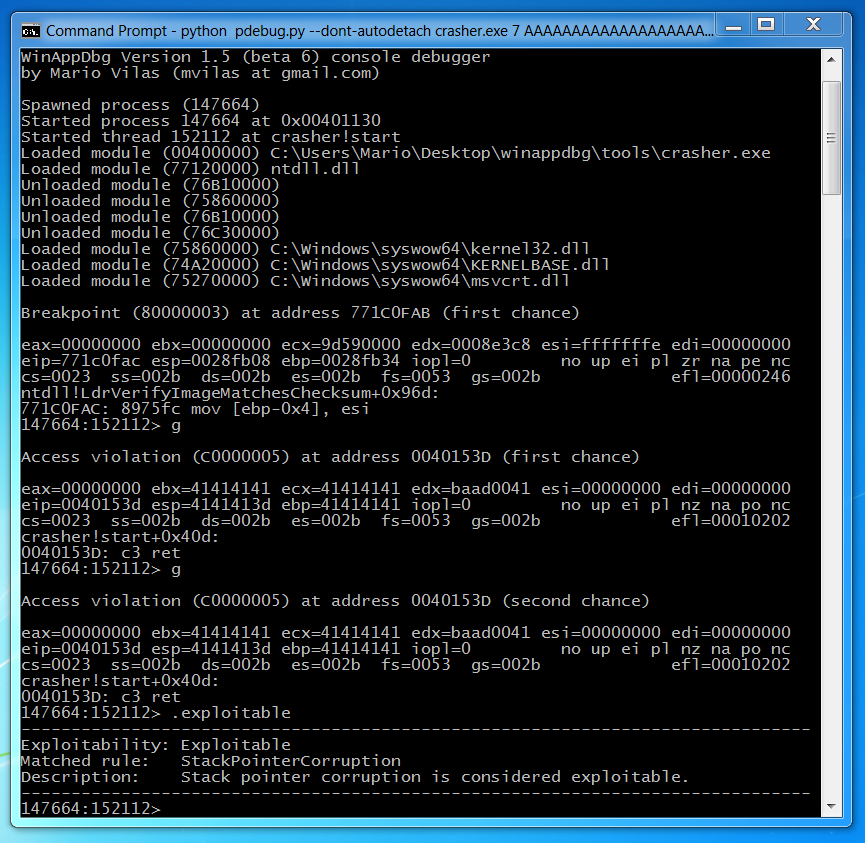 Command Prompt - python  pdebug.py --dont-autodetach crasher.exe 7 AAAAAAAAAAAAAAAAAAA...
WinAppDbg Version 1.5 (beta 6) console debugger
by Mario Vilas (mvilas at gmail.com)
Spawned process (147664)
Started process 147664 at 0x00401130
Started thread 152112 at crasher!start
Loaded module (00400000) C:\Users\Mario\Desktop\winappdbg\tools\crasher.exe
Loaded module (77120000) ntdll.dll
Unloaded module (76B10000)
Unloaded module (75860000)
Unloaded module (76B10000)
Unloaded module (76C30000)
Loaded module (75860000) C:\Windows\syswow64\kernel32.dll
Loaded module (74A20000) C:\Windows\syswow64\KERNELBASE.dll
Loaded module (75270000) C:\Windows\syswow64\msvcrt.dll
Breakpoint (80000003) at address 771C0FAB (first chance)
eax=00000000 ebx=00000000 ecx=9d590000 edx=0008e3c8 esi=fffffffe edi=00000000
eip=771c0fac esp=0028fb08 ebp=0028fb34 iopl=0         no up ei pl zr na pe nc
cs=0023  ss=002b  ds=002b  es=002b  fs=0053  gs=002b             efl=00000246
ntdll!LdrVerifyImageMatchesChecksum+0x96d:
771C0FAC: 8975fc mov [ebp-0x4], esi
147664:152112> g
Access violation (C0000005) at address 0040153D (first chance)
eax=00000000 ebx=41414141 ecx=41414141 edx=baad0041 esi=00000000 edi=00000000
eip=0040153d esp=4141413d ebp=41414141 iopl=0         no up ei pl nz na po nc
cs=0023  ss=002b  ds=002b  es=002b  fs=0053  gs=002b             efl=00010202
crasher!start+0x40d:
0040153D: c3 ret
147664:152112> g
Access violation (C0000005) at address 0040153D (second chance)
eax=00000000 ebx=41414141 ecx=41414141 edx=baad0041 esi=00000000 edi=00000000
eip=0040153d esp=4141413d ebp=41414141 iopl=0         no up ei pl nz na po nc
cs=0023  ss=002b  ds=002b  es=002b  fs=0053  gs=002b             efl=00010202
crasher!start+0x40d:
0040153D: c3 ret
147664:152112> .exploitable
-------------------------------------------------------------------------------
Exploitability: Exploitable
Matched rule:   StackPointerCorruption
Description:    Stack pointer corruption is considered exploitable.
-------------------------------------------------------------------------------
147664:152112>